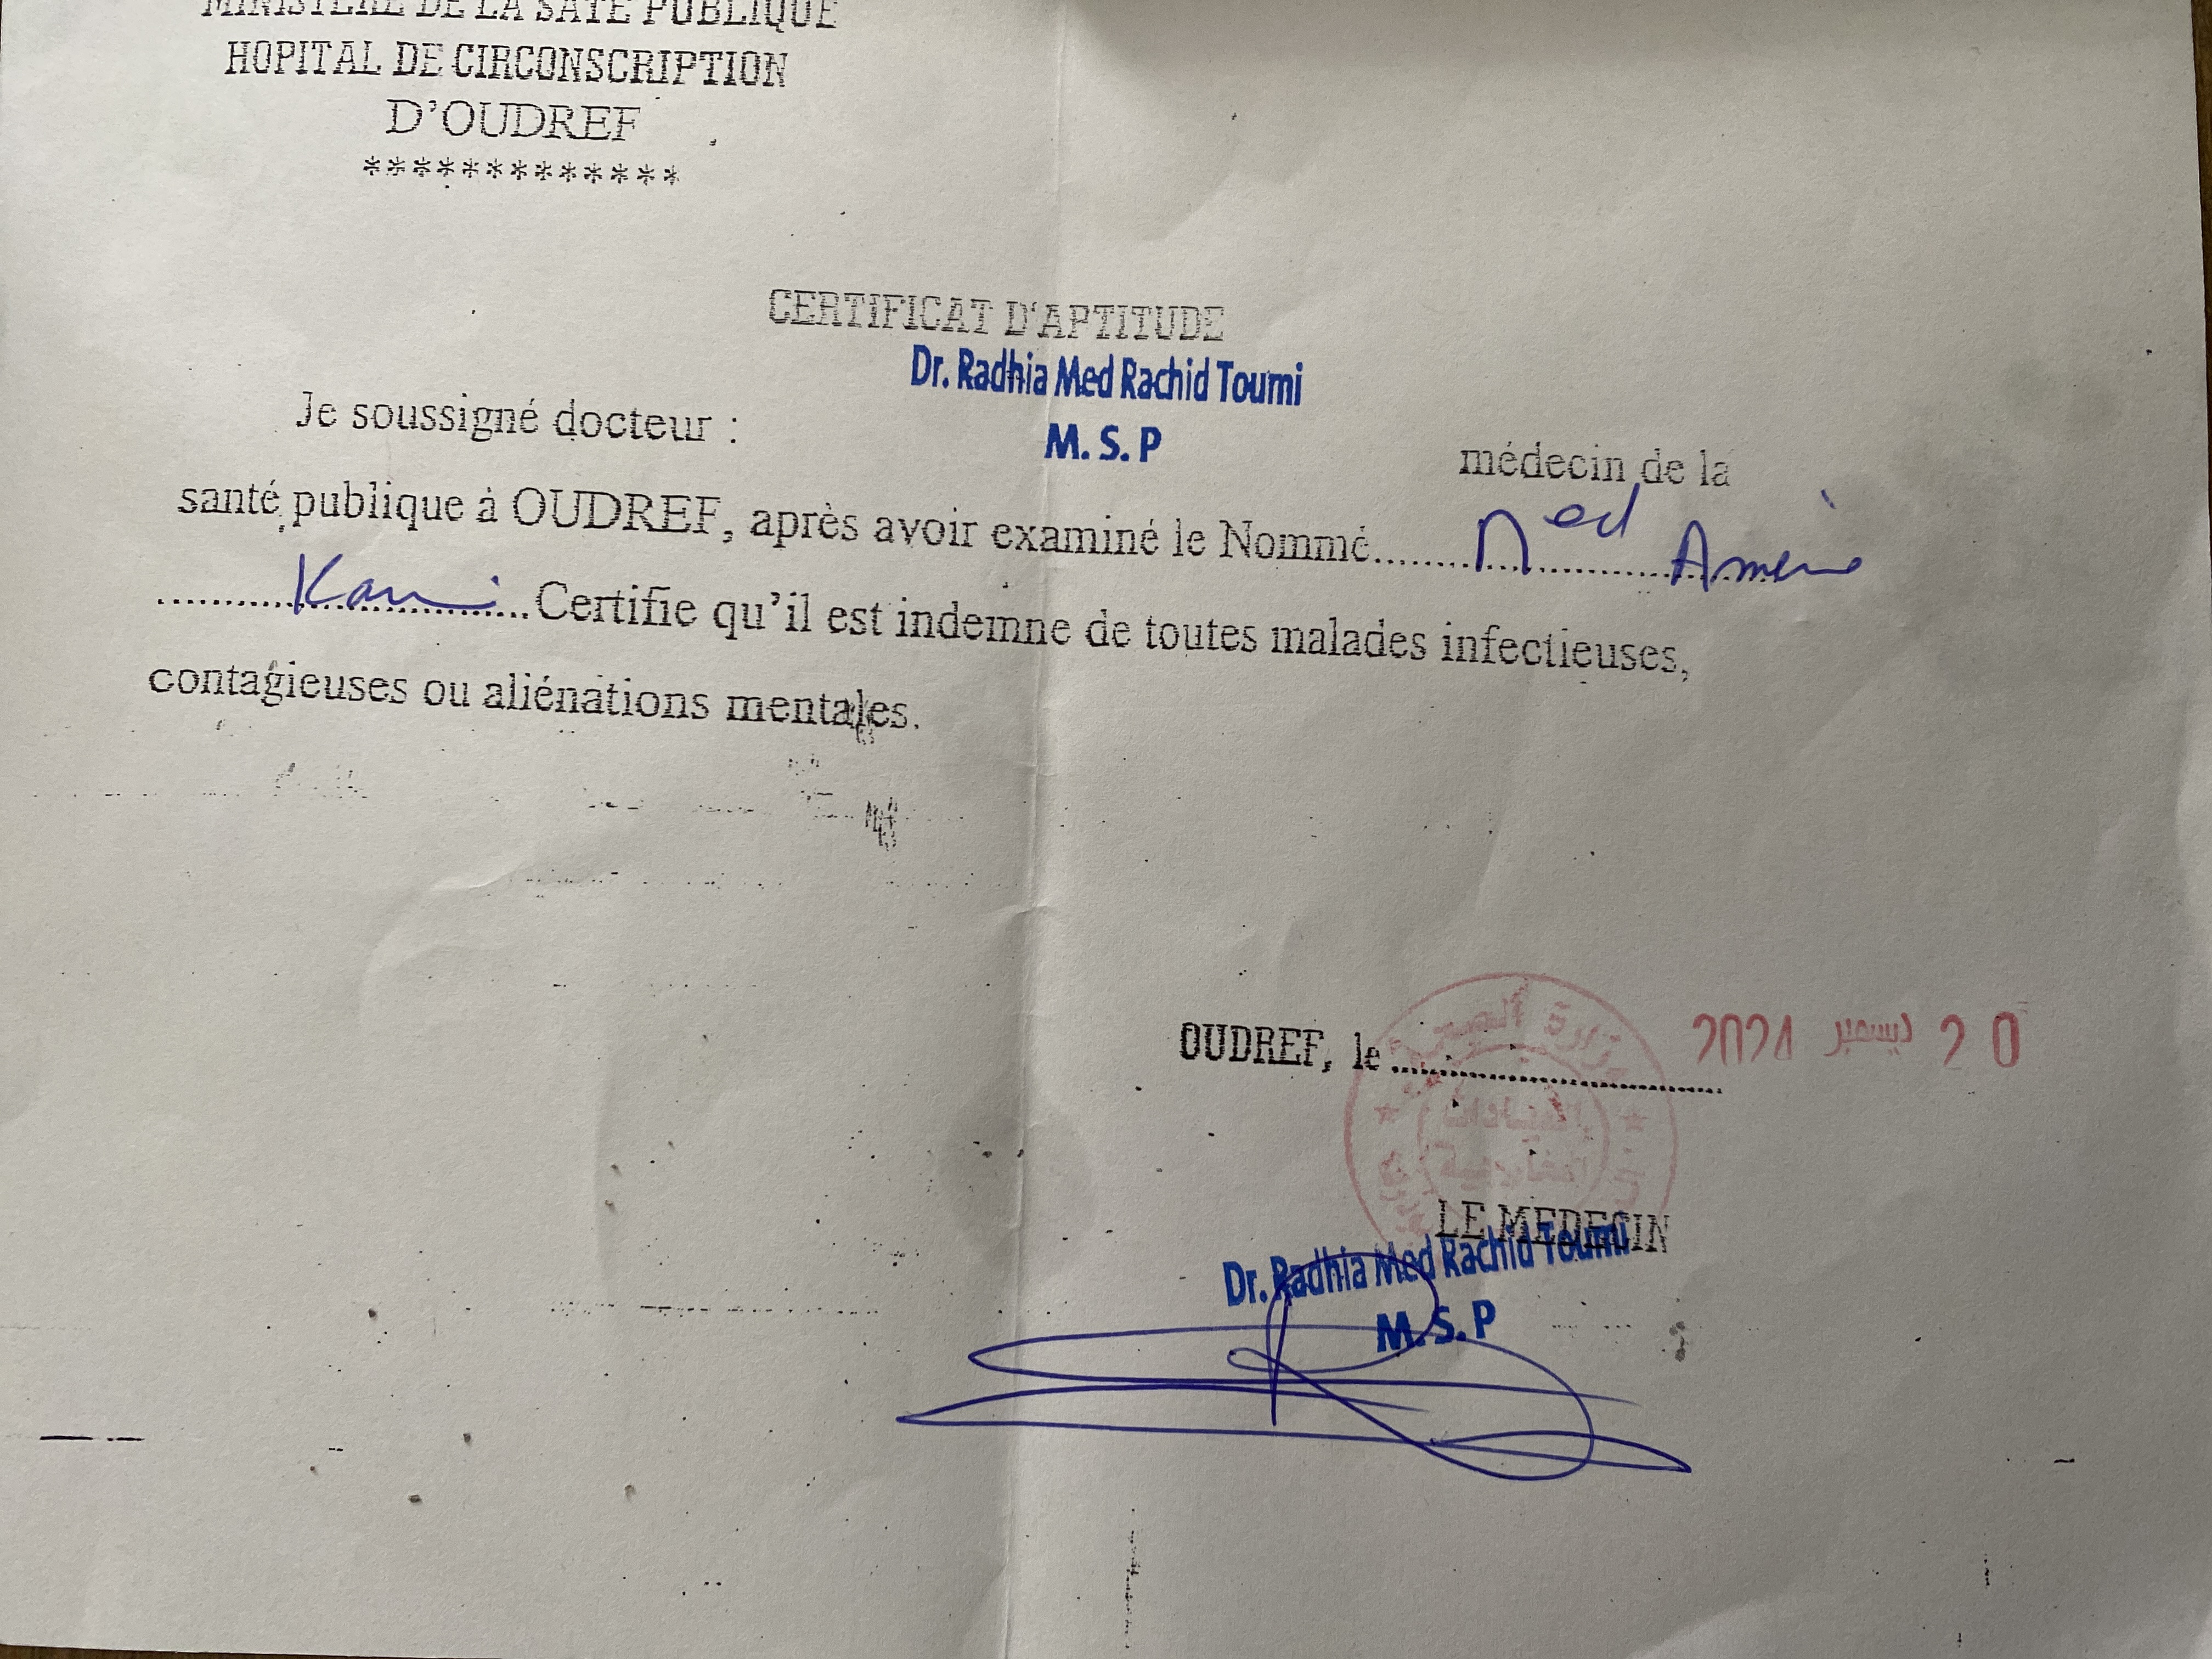 MINISTERE DE LA SATE PUBLIQUE
HOPITAL DE CIRCONSCRIPTION
D'OUDREF
*************
CERTIFICAT D'APTITUDE
Dr. Radhia Med Rachid Toumi
M. S. P
Je soussigné docteur :
médecin de la
santé publique à OUDREF, après avoir examiné le Nommé........ Med Amine
Certifie qu'il est indemne de toutes malades infectieuses,
contagieuses ou aliénations mentales.
OUDREF, le
20 ديسمبر 2024
وزارة الصحة
LE MEDECIN
Dr. Radhia Med Rachid Toumi
M. S. P